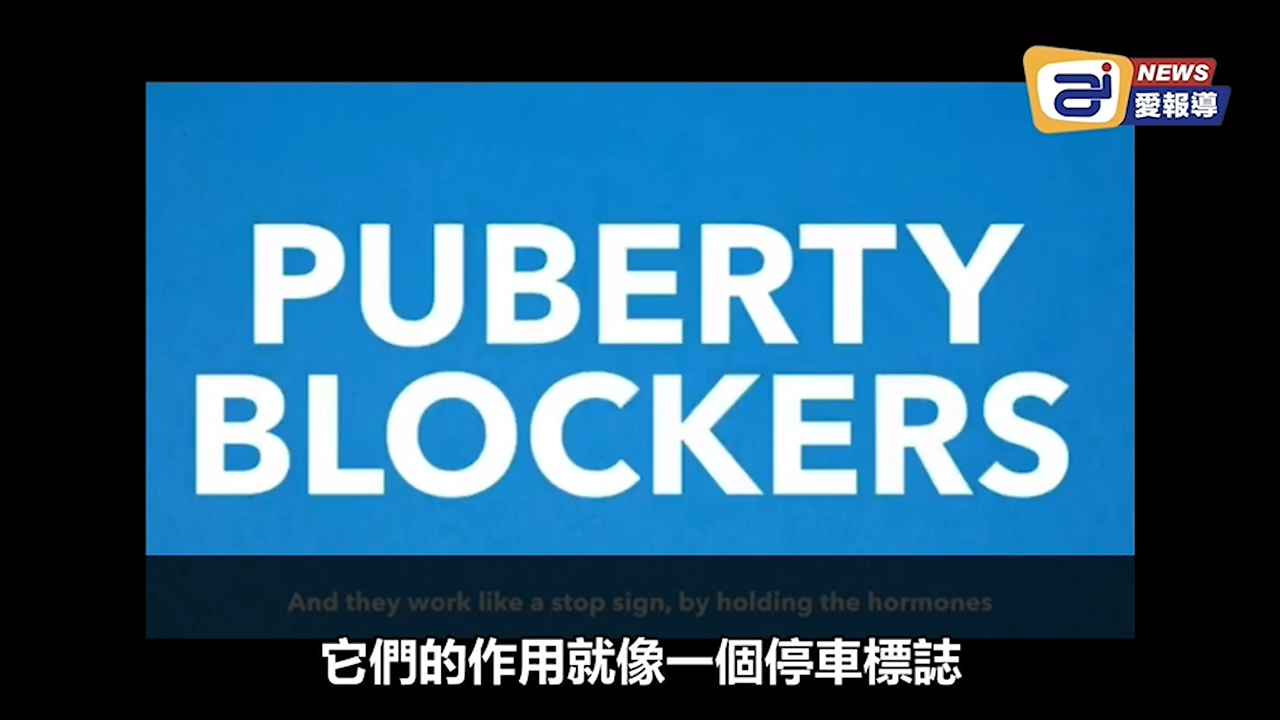 NEWS
愛報導
PUBERTY
BLOCKERS
And they work like a stop sign, by holding the hormones
它們的作用就像一個停車標誌